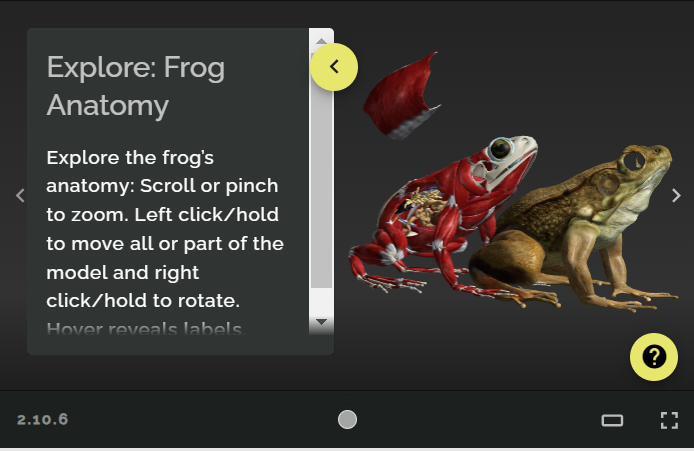 Explore: Frog
Anatomy
Explore the frog's
anatomy: Scroll or pinch
to zoom. Left click/hold
to move all or part of the
model and right
click/hold to rotate.
Hover reveals labels.
?
2.10.6